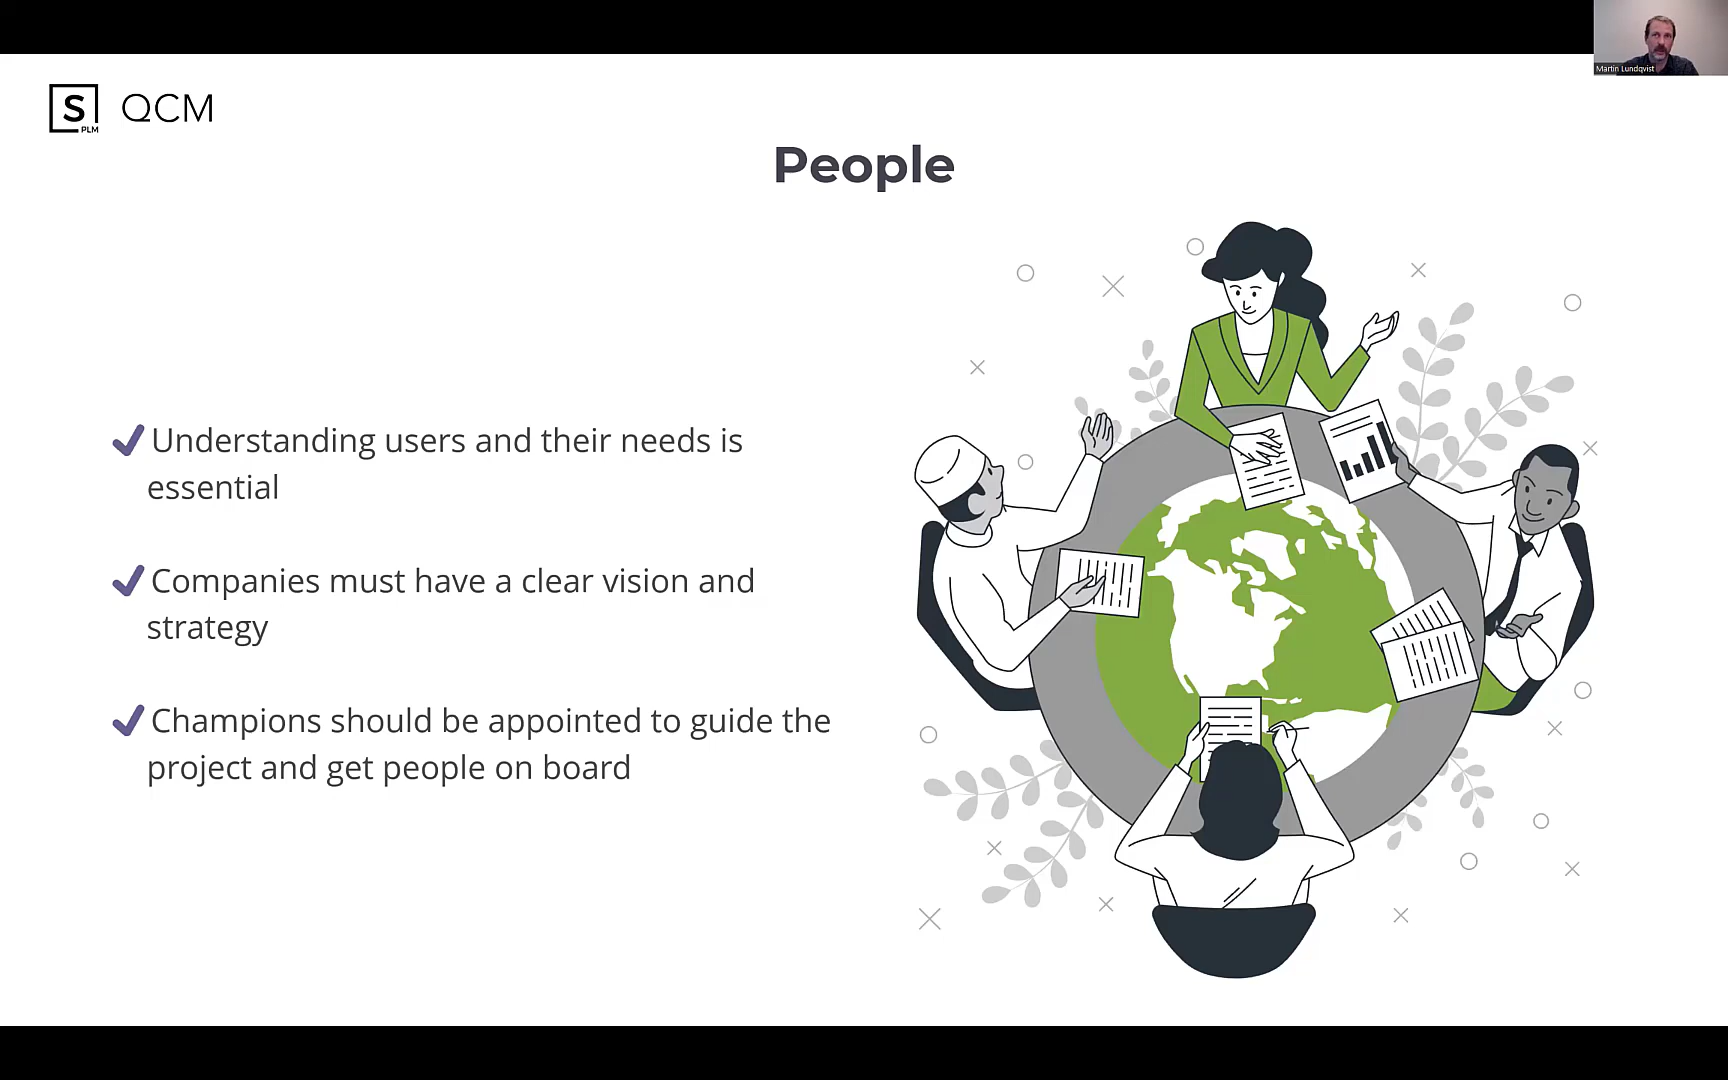 S
PLM
QCM
Martin Lundqvist
People
Understanding users and their needs is
essential
Companies must have a clear vision and
strategy
Champions should be appointed to guide the
project and get people on board